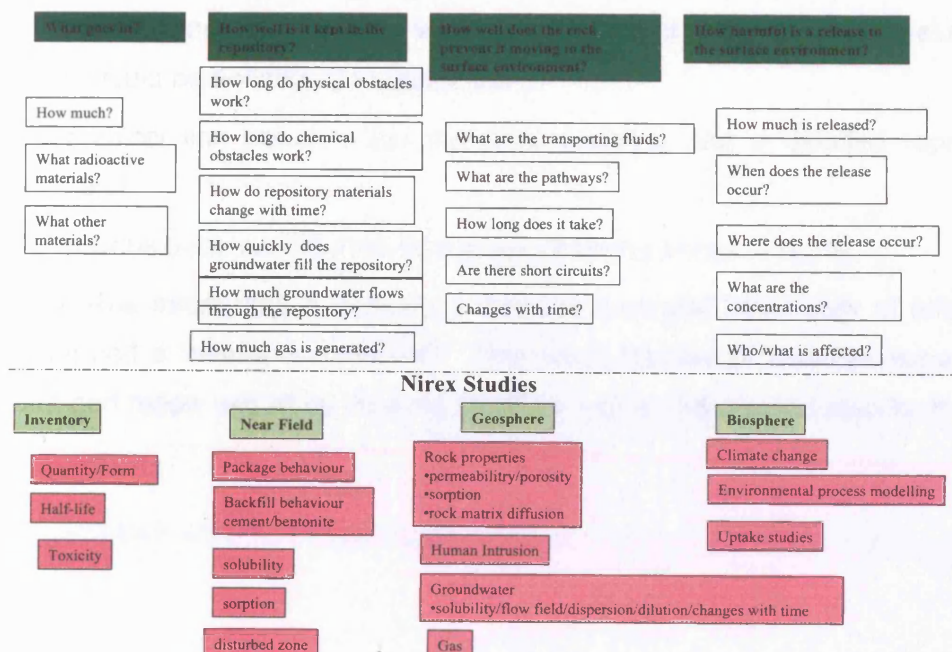 What goes in?
How well is it kept in the
repository?
How well does the rock
prevent it moving to the
surface environment?
How harmful is a release to
the surface environment?
How much?
What radioactive
materials?
What other
materials?
How long do physical obstacles
work?
How long do chemical
obstacles work?
How do repository materials
change with time?
How quickly does
groundwater fill the repository?
How much groundwater flows
through the repository?
How much gas is generated?
What are the transporting fluids?
What are the pathways?
How long does it take?
Are there short circuits?
Changes with time?
How much is released?
When does the release
occur?
Where does the release occur?
What are the
concentrations?
Who/what is affected?
Nirex Studies
Inventory
Quantity/Form
Half-life
Toxicity
Near Field
Package behaviour
Backfill behaviour
cement/bentonite
solubility
sorption
disturbed zone
Geosphere
Rock properties
•permeabilitry/porosity
•sorption
•rock matrix diffusion
Human Intrusion
Groundwater
•solubility/flow field/dispersion/dilution/changes with time
Gas
Biosphere
Climate change
Environmental process modelling
Uptake studies